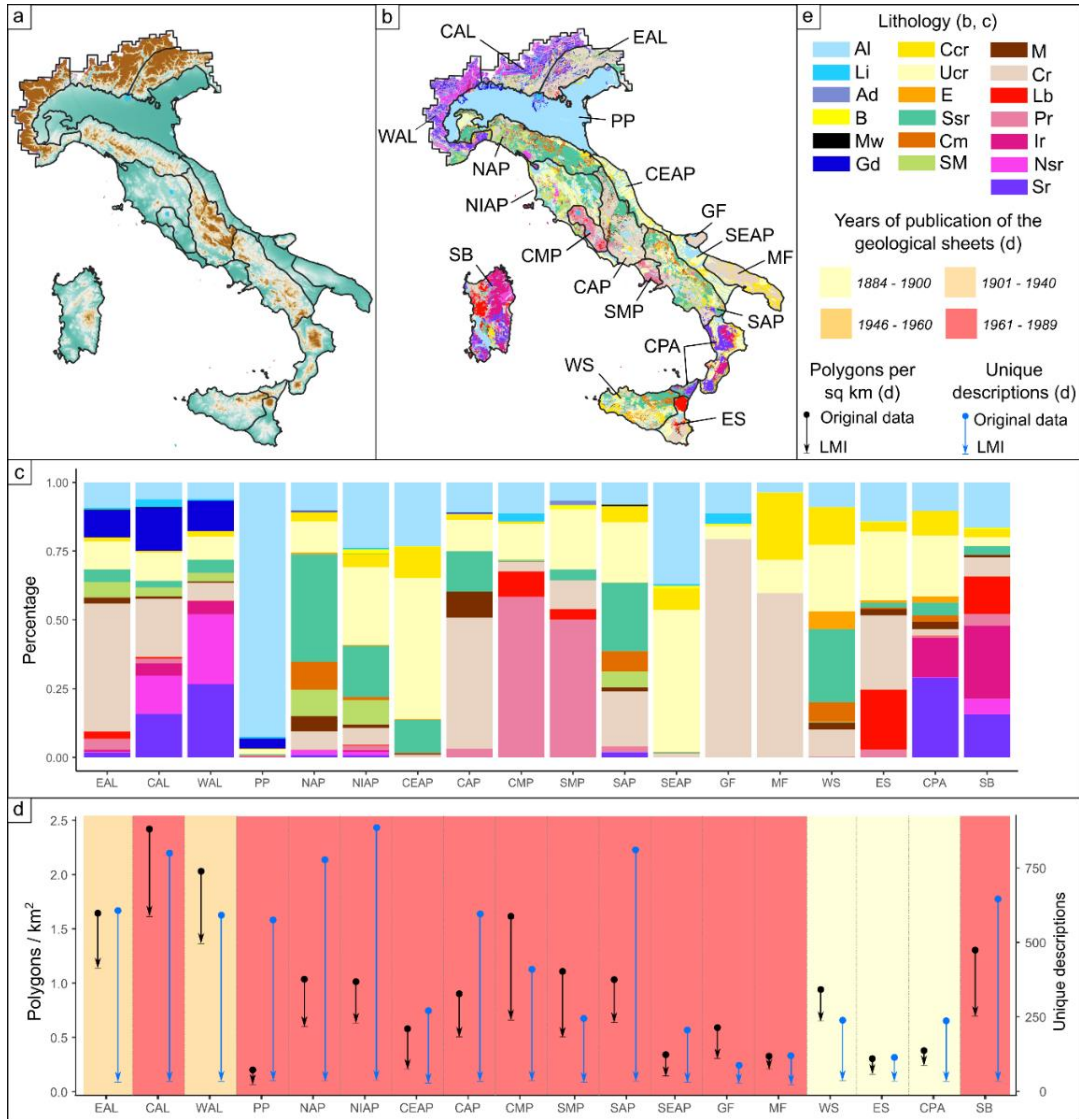 a
b
CAL
EAL
WAL
PP
NAP
CEAP
NIAP
GF
SEAP
CMP
MF
SB
CAP
SMP
SAP
CPA
WS
ES
e
Lithology (b, c)
Al
Ccr
M
Li
Ucr
Cr
Ad
E
Lb
B
Ssr
Pr
Mw
Cm
Ir
Gd
SM
Nsr
Sr
Years of publication of the
geological sheets (d)
1884 - 1900
1901 - 1940
1946 - 1960
1961 - 1989
Polygons per
sq km (d)
Original data
LMI
Unique
descriptions (d)
Original data
LMI
c
Percentage
1.00
0.75
0.50
0.25
0.00
EAL CAL WAL PP NAP NIAP CEAP CAP CMP SMP SAP SEAP GF MF WS ES CPA SB
d
Polygons / km²
2.5
2.0
1.5
1.0
0.5
0.0
Unique descriptions
750
500
250
0
EAL CAL WAL PP NAP NIAP CEAP CAP CMP SMP SAP SEAP GF MF WS ES CPA SB